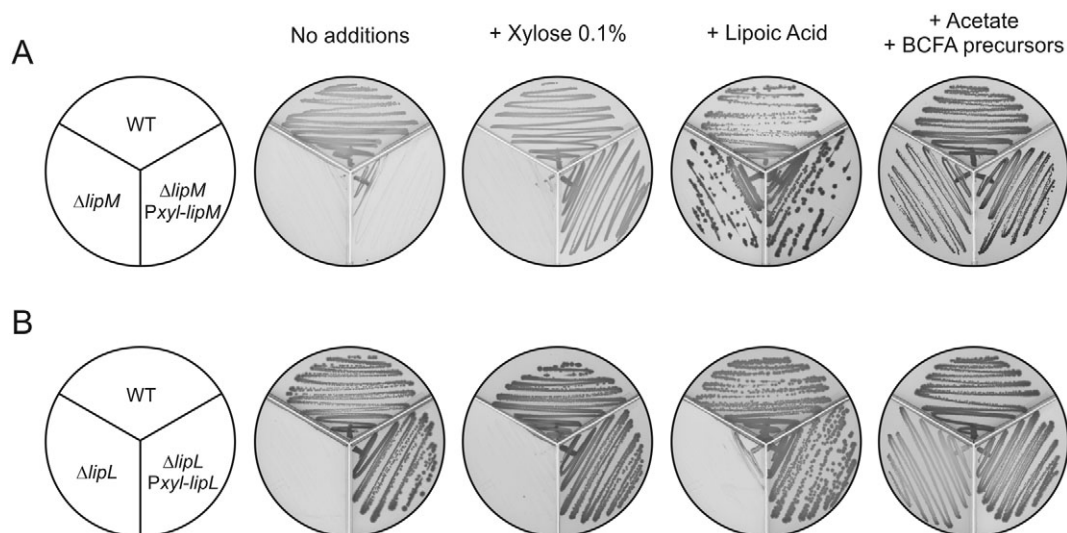 A
No additions
+ Xylose 0.1%
+ Lipoic Acid
+ Acetate
+ BCFA precursors
WT
ΔlipM
ΔlipM
Pxyl-lipM
B
WT
ΔlipL
ΔlipL
Pxyl-lipL